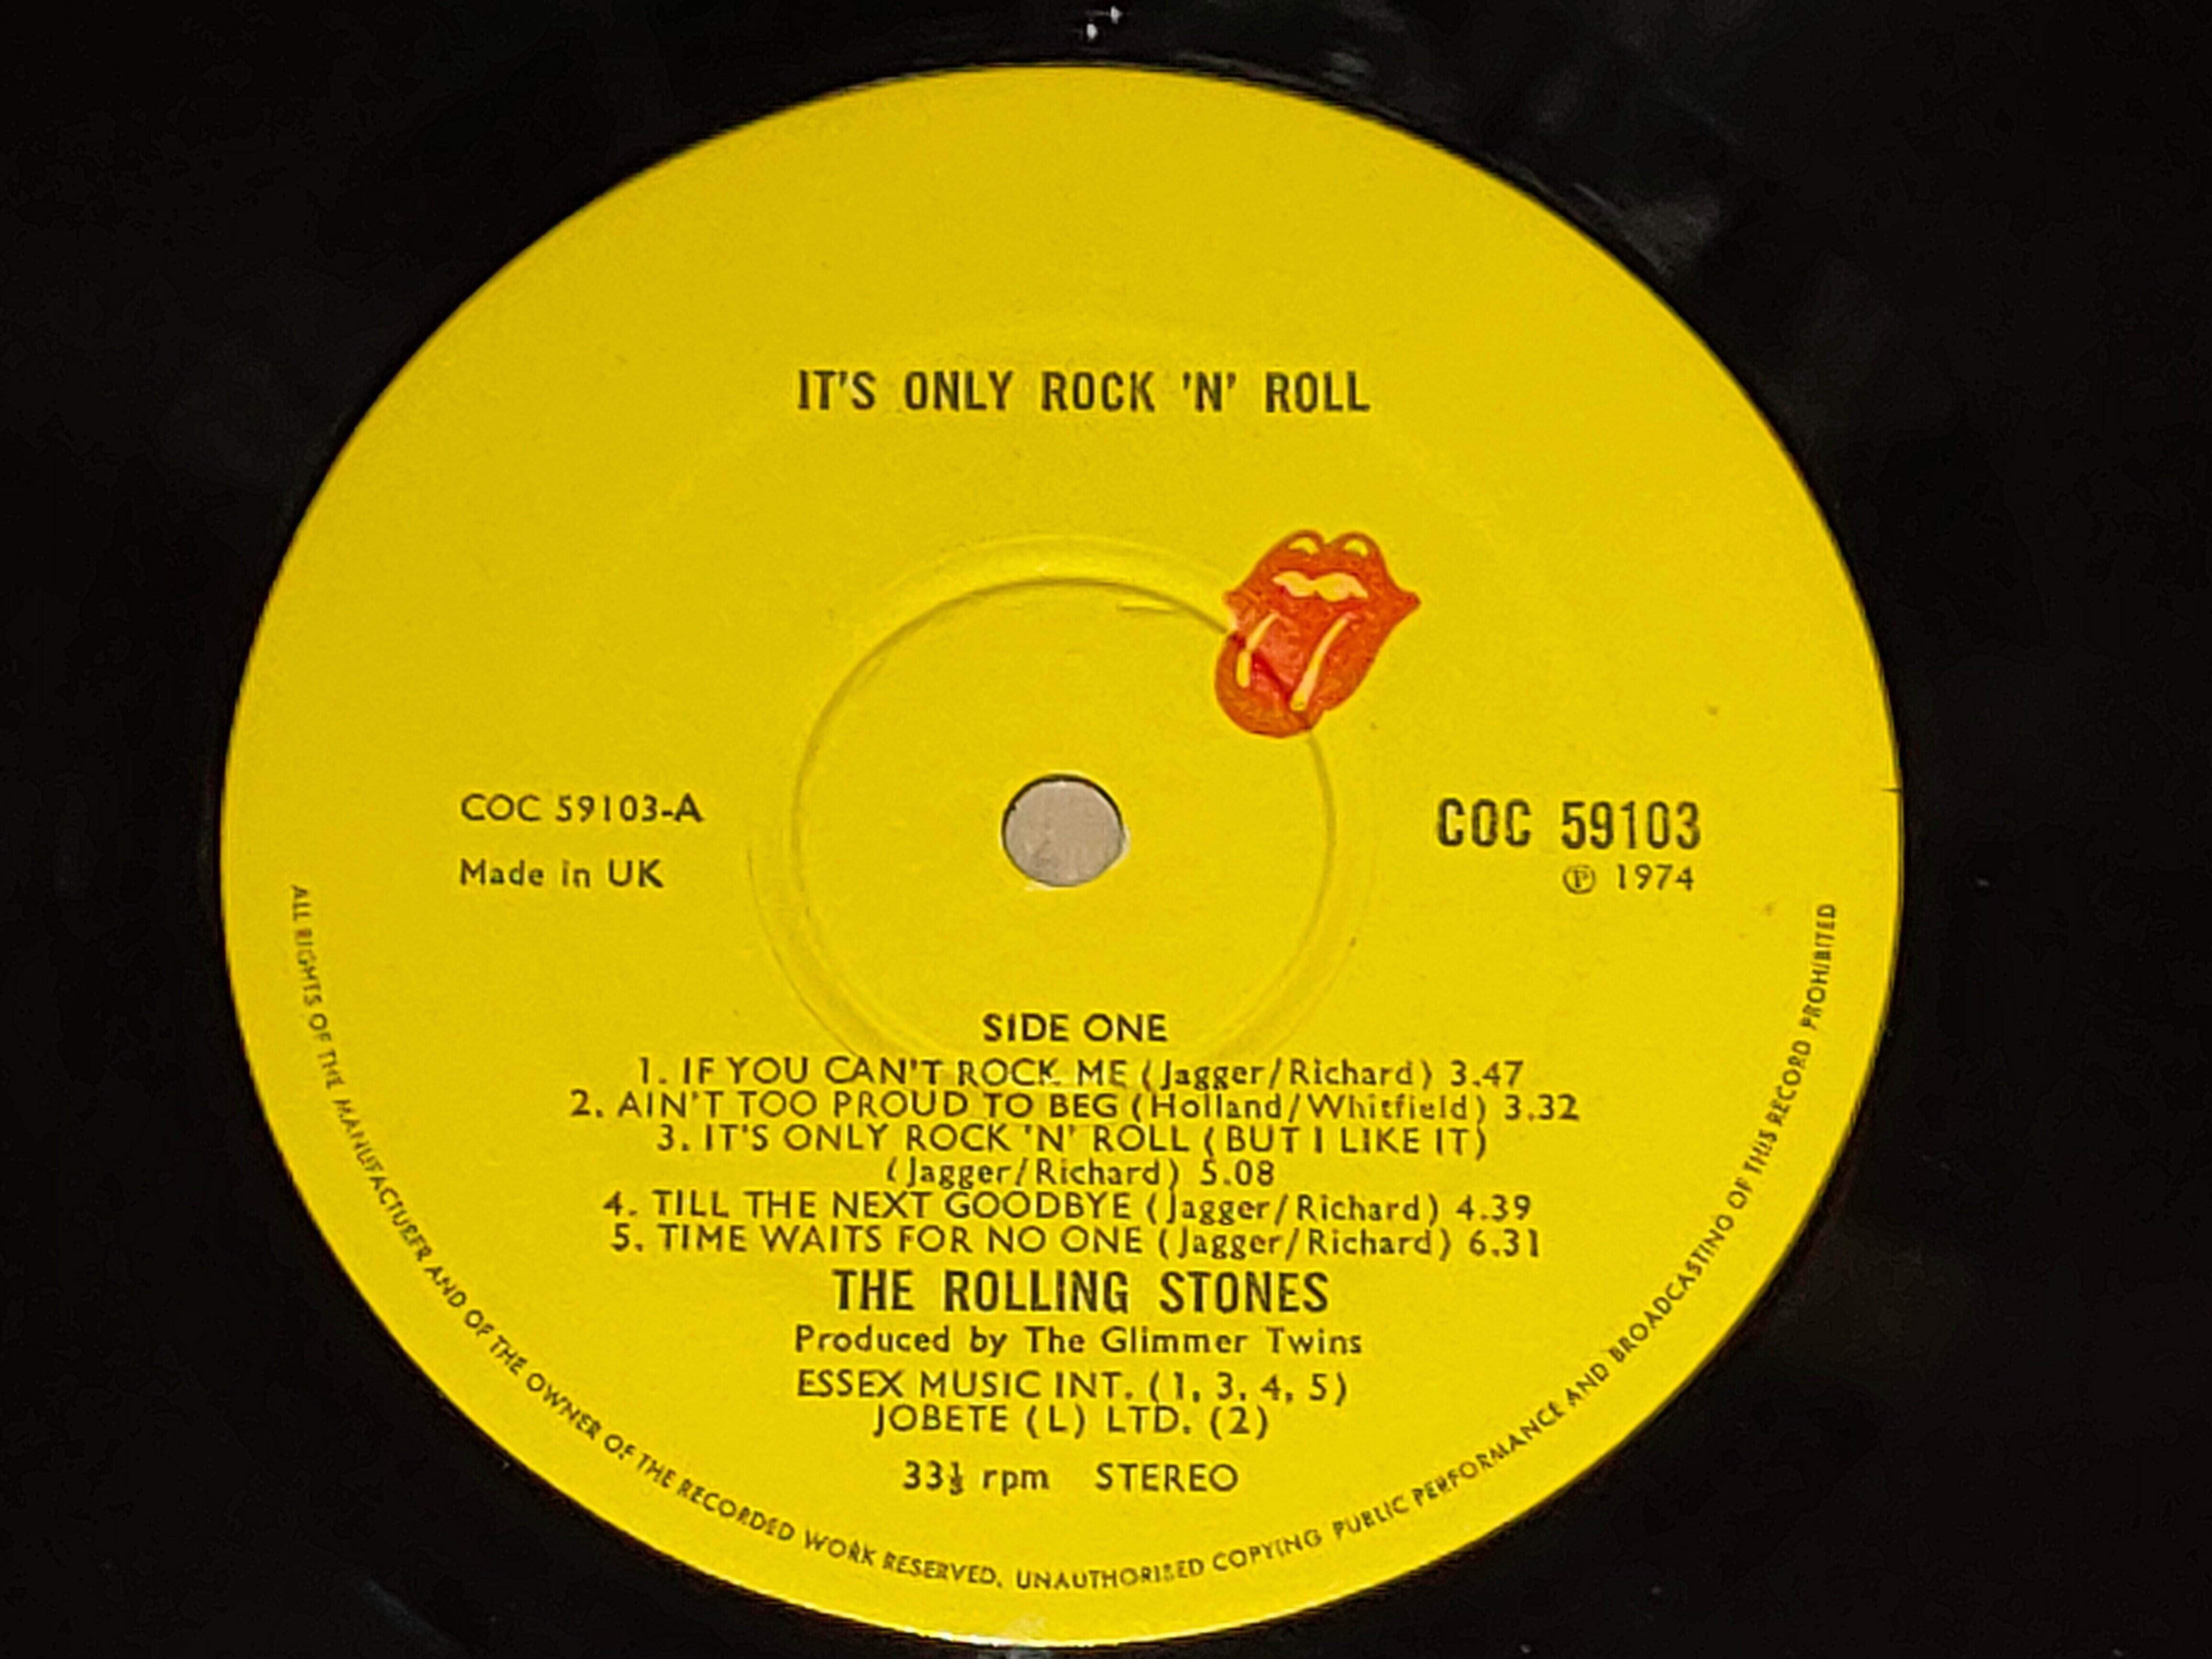 IT'S ONLY ROCK 'N' ROLL
COC 59103-A
Made in UK
COC 59103
℗ 1974
SIDE ONE
1. IF YOU CAN'T ROCK ME (Jagger/Richard) 3.47
2. AIN'T TOO PROUD TO BEG (Holland/Whitfield) 3.32
3. IT'S ONLY ROCK 'N' ROLL (BUT I LIKE IT)
(Jagger/Richard) 5.08
4. TILL THE NEXT GOODBYE (Jagger/Richard) 4.39
5. TIME WAITS FOR NO ONE (Jagger/Richard) 6.31
THE ROLLING STONES
Produced by The Glimmer Twins
ESSEX MUSIC INT. (1, 3, 4, 5)
JOBETE (L) LTD. (2)
33⅓ rpm STEREO
ALL RIGHTS OF THE MANUFACTURER AND OF THE OWNER OF THE RECORDED WORK RESERVED. UNAUTHORISED COPYING PUBLIC PERFORMANCE AND BROADCASTING OF THIS RECORD PROHIBITED